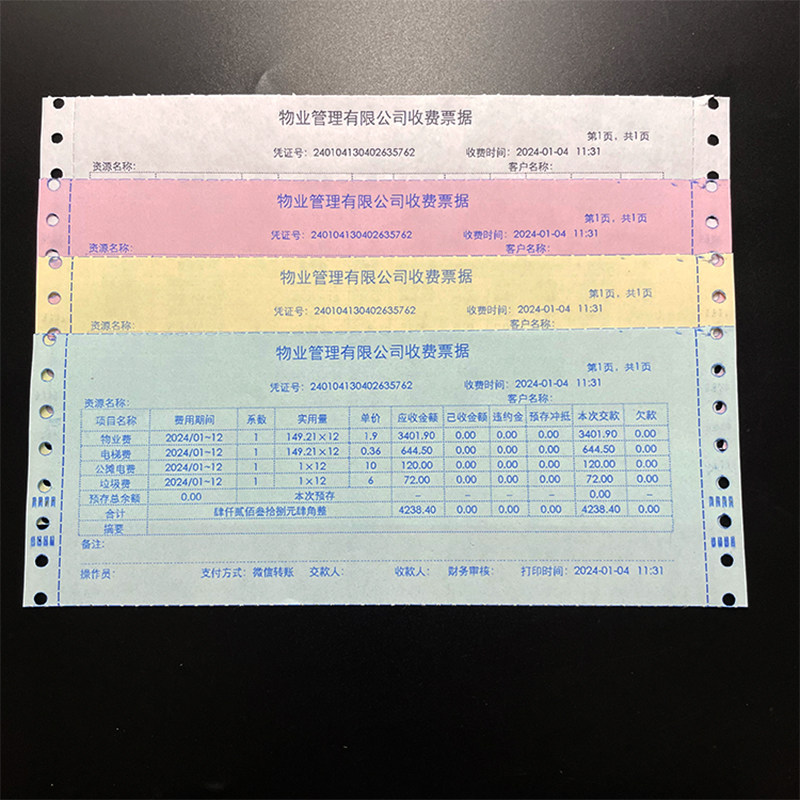 物业管理有限公司收费票据
第1页，共1页
凭证号：240104130402635762 收费时间：2024-01-04 11:31
资源名称： 客户名称：
物业管理有限公司收费票据
第1页，共1页
凭证号：240104130402635762 收费时间：2024-01-04 11:31
资源名称： 客户名称：
物业管理有限公司收费票据
第1页，共1页
凭证号：240104130402635762 收费时间：2024-01-04 11:31
资源名称： 客户名称：
物业管理有限公司收费票据
第1页，共1页
凭证号：240104130402635762 收费时间：2024-01-04 11:31
资源名称： 客户名称：
项目名称 费用期间 系数 实用量 单价 应收金额 已收金额 违约金 预存冲抵 本次交款 欠款
物业费 2024/01~12 1 149.21×12 1.9 3401.90 0.00 0.00 0.00 3401.90 0.00
电梯费 2024/01~12 1 149.21×12 0.36 644.50 0.00 0.00 0.00 644.50 0.00
公摊电费 2024/01~12 1 1×12 10 120.00 0.00 0.00 0.00 120.00 0.00
垃圾费 2024/01~12 1 1×12 6 72.00 0.00 0.00 0.00 72.00 0.00
预存总余额 0.00 本次预存 – – – – 0.00 –
合计 肆仟贰佰叁拾捌元肆角整 4238.40 0.00 0.00 0.00 4238.40 0.00
摘要
备注：
操作员： 支付方式：微信转账 交款人： 收款人： 财务审核： 打印时间：2024-01-04 11:31